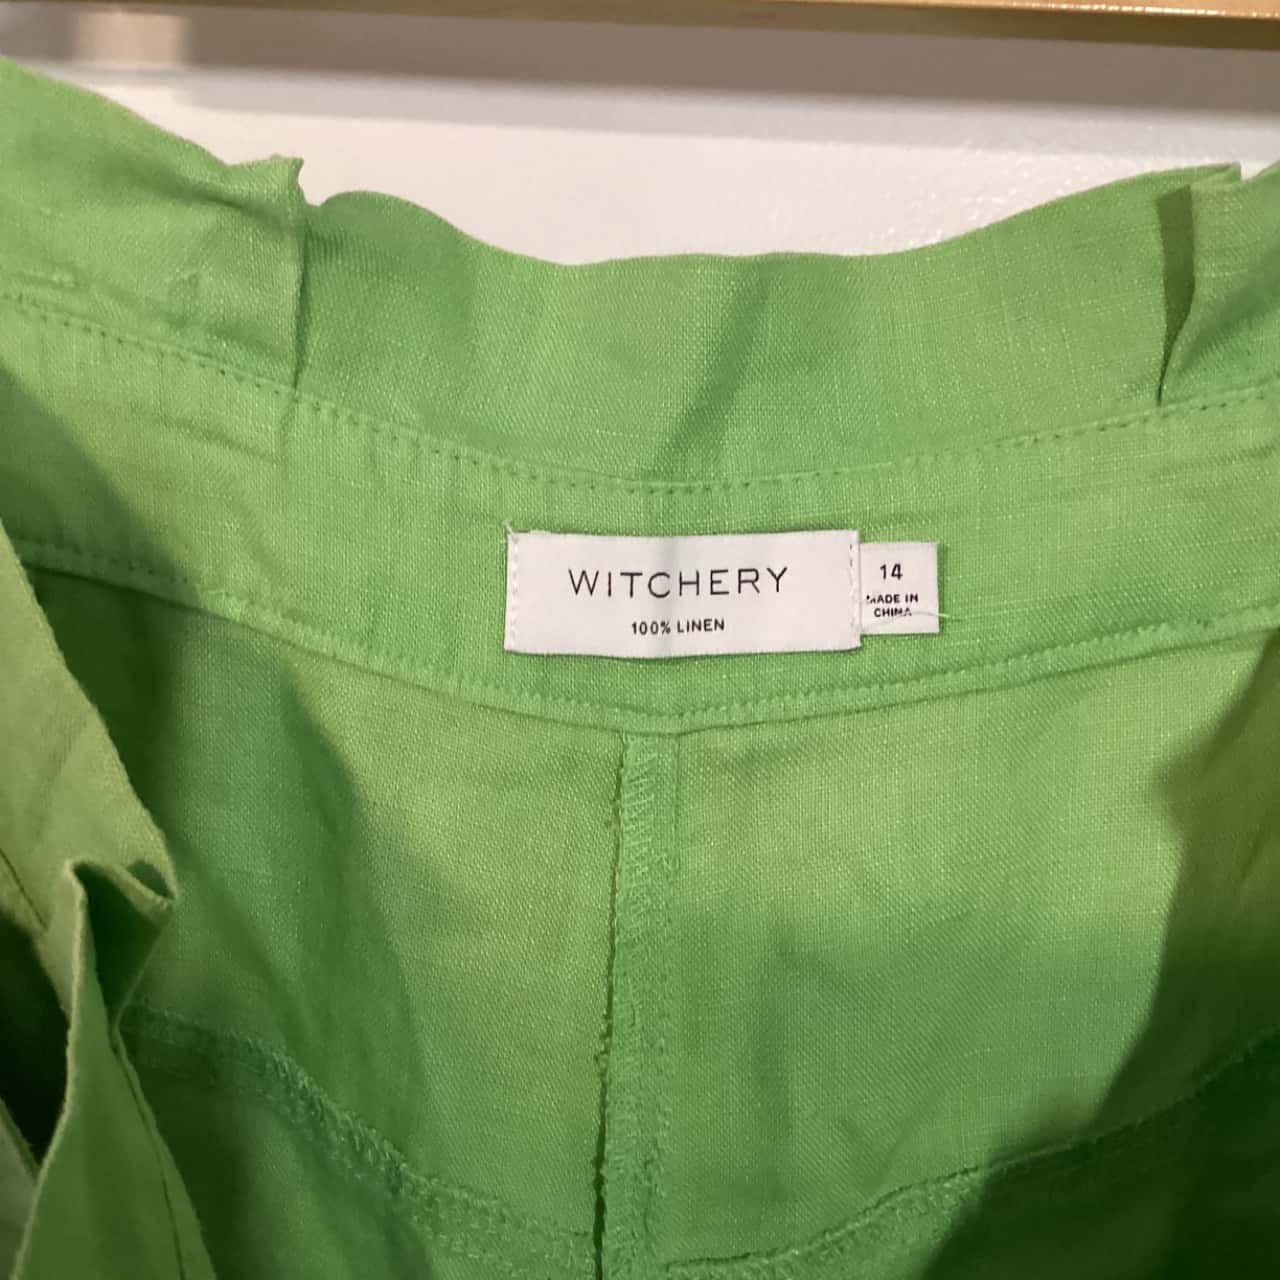 WITCHERY
100% LINEN
14
MADE IN
CHINA